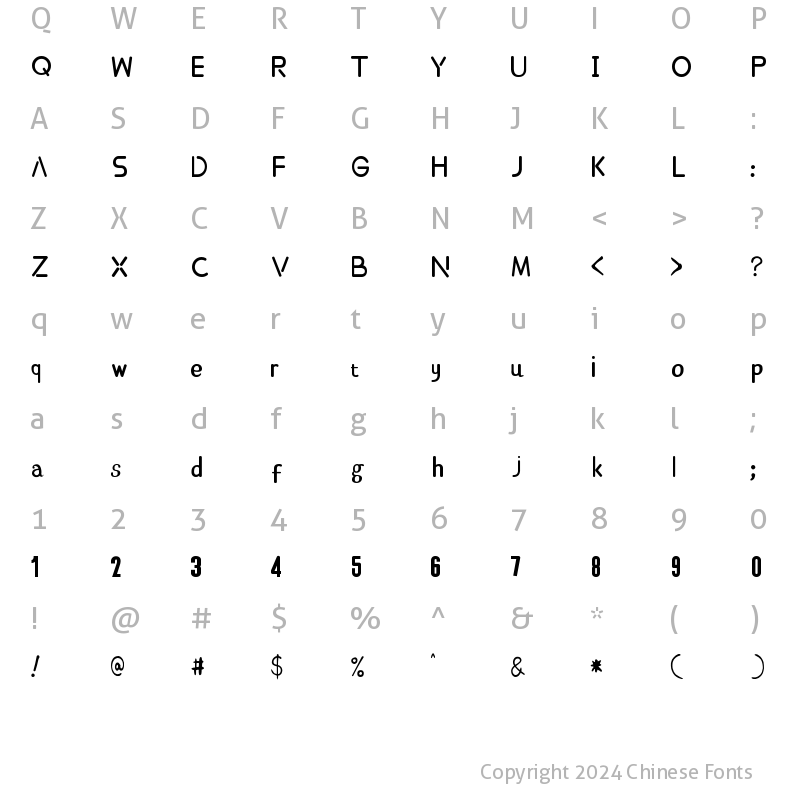 Q W E R T Y U I O P
Q W E R T Y U I O P
A S D F G H J K L :
A S D F G H J K L :
Z X C V B N M < > ?
Z X C V B N M < > ?
q w e r t y u i o p
q w e r t y u i o p
a s d f g h j k l ;
a s d f g h j k l ;
1 2 3 4 5 6 7 8 9 0
1 2 3 4 5 6 7 8 9 0
! @ # $ % ^ & * ( )
! @ # $ % ^ & * ( )
Copyright 2024 Chinese Fonts